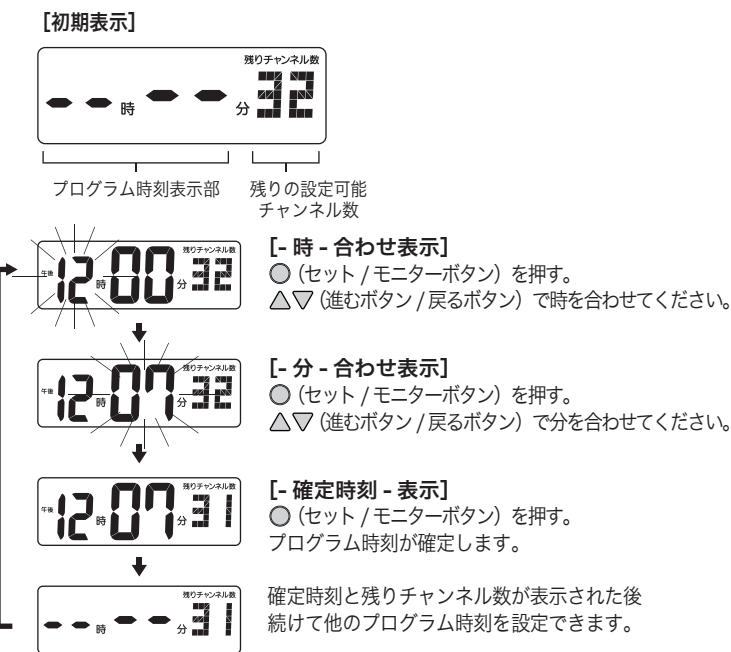 [初期表示]
残りチャンネル数
-- 時 -- 分 32
プログラム時刻表示部
残りの設定可能
チャンネル数
残りチャンネル数
午後 12 時 00 分 32
[- 時 - 合わせ表示]
○（セット / モニターボタン）を押す。
△▽（進むボタン / 戻るボタン）で時を合わせてください。
残りチャンネル数
午後 12 時 07 分 32
[- 分 - 合わせ表示]
○（セット / モニターボタン）を押す。
△▽（進むボタン / 戻るボタン）で分を合わせてください。
残りチャンネル数
午後 12 時 07 分 31
[- 確定時刻 - 表示]
○（セット / モニターボタン）を押す。
プログラム時刻が確定します。
残りチャンネル数
-- 時 -- 分 31
確定時刻と残りチャンネル数が表示された後
続けて他のプログラム時刻を設定できます。